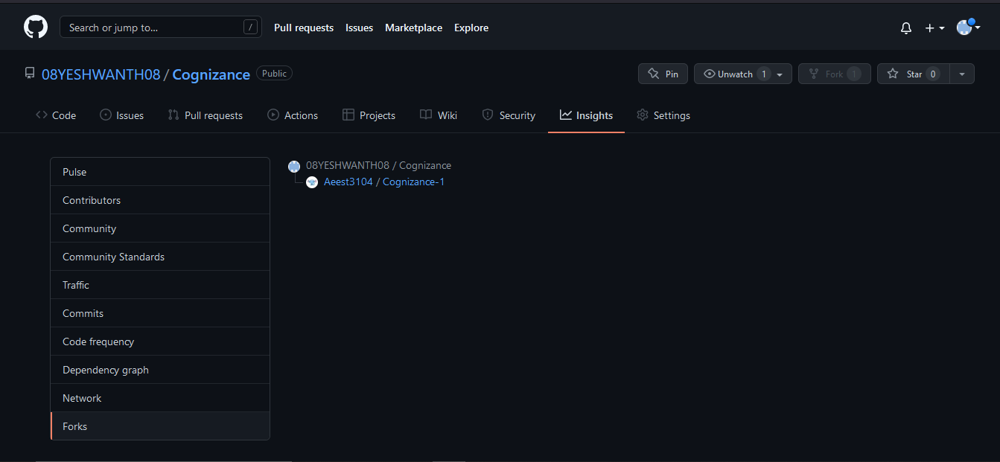 Search or jump to... / Pull requests Issues Marketplace Explore
08YESHWANTH08 / Cognizance Public Pin Unwatch 1 Fork 1 Star 0
Code Issues Pull requests Actions Projects Wiki Security Insights Settings
Pulse
Contributors
Community
Community Standards
Traffic
Commits
Code frequency
Dependency graph
Network
Forks
08YESHWANTH08 / Cognizance
Aeest3104 / Cognizance-1